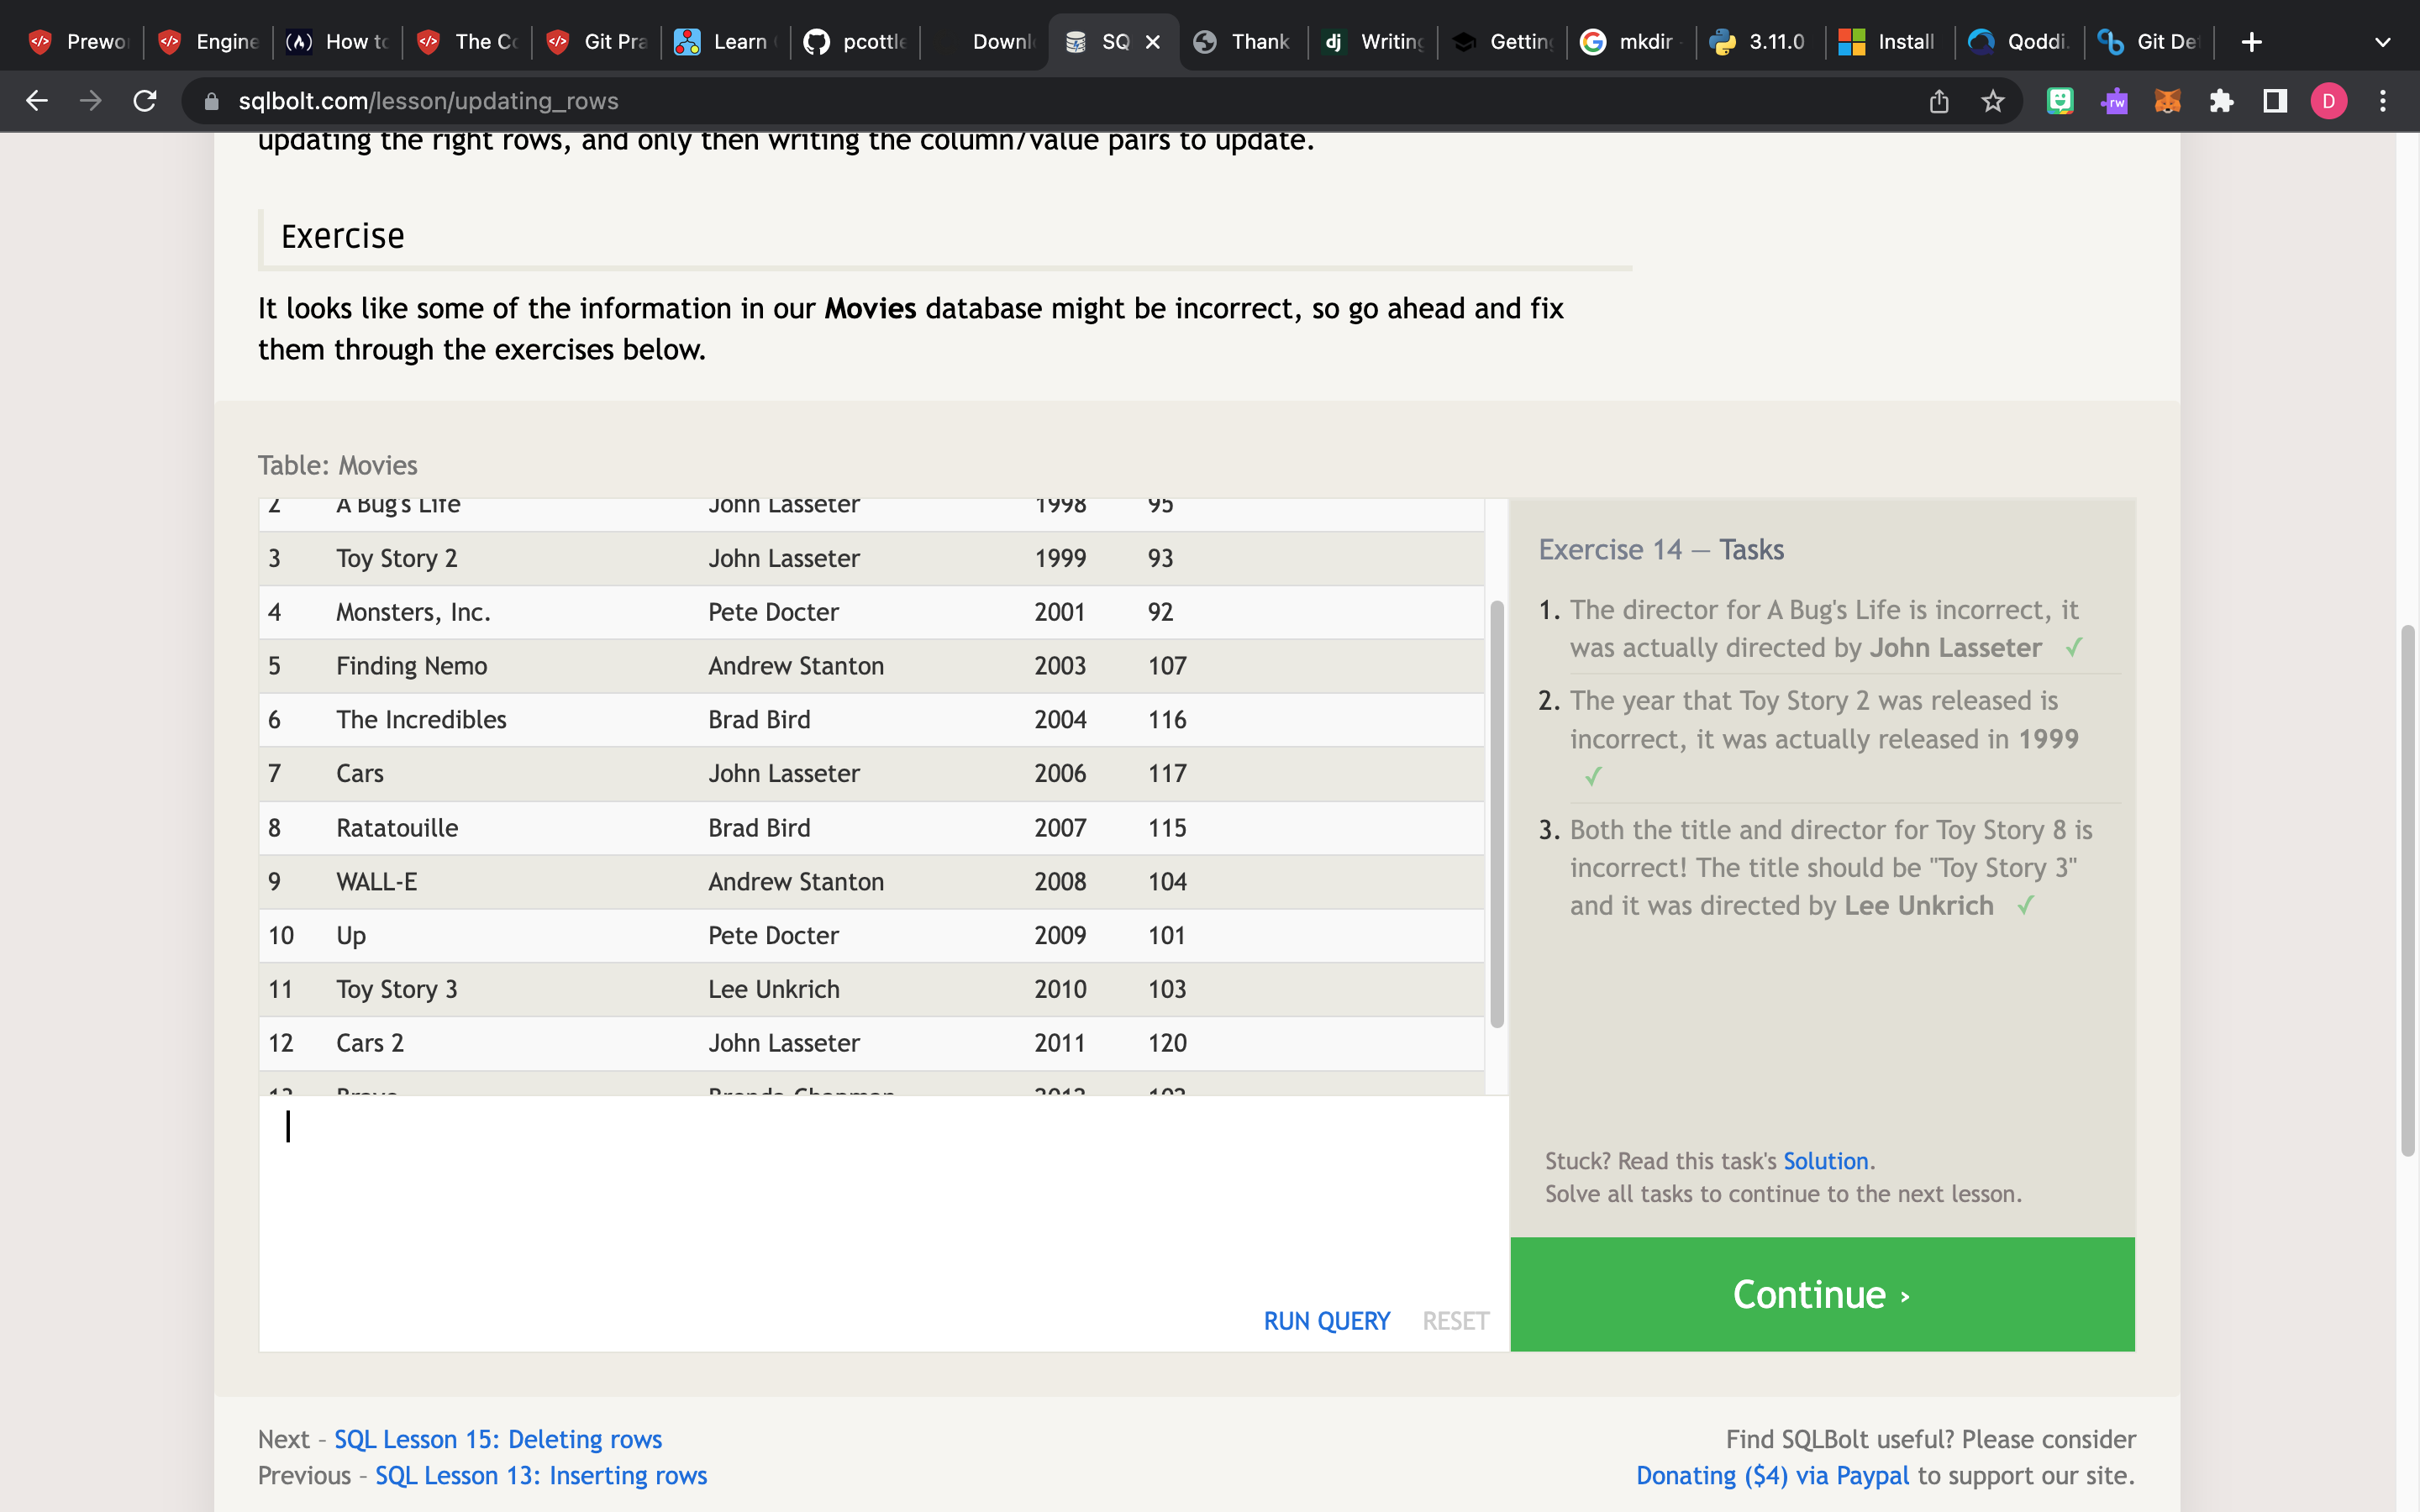 Prewo Engine How to The Co Git Pra Learn pcottle Downl SQ Thank Writing Getting mkdir 3.11.0 Install Qoddi. Git De
sqlbolt.com/lesson/updating_rows
rw D
updating the right rows, and only then writing the column/value pairs to update.
Exercise
It looks like some of the information in our Movies database might be incorrect, so go ahead and fix
them through the exercises below.
Table: Movies
2 A Bug's Life John Lasseter 1998 95
3 Toy Story 2 John Lasseter 1999 93
4 Monsters, Inc. Pete Docter 2001 92
5 Finding Nemo Andrew Stanton 2003 107
6 The Incredibles Brad Bird 2004 116
7 Cars John Lasseter 2006 117
8 Ratatouille Brad Bird 2007 115
9 WALL-E Andrew Stanton 2008 104
10 Up Pete Docter 2009 101
11 Toy Story 3 Lee Unkrich 2010 103
12 Cars 2 John Lasseter 2011 120
Brenda Chapman
RUN QUERY RESET
Exercise 14 — Tasks
1. The director for A Bug's Life is incorrect, it
was actually directed by John Lasseter ✓
2. The year that Toy Story 2 was released is
incorrect, it was actually released in 1999
✓
3. Both the title and director for Toy Story 8 is
incorrect! The title should be "Toy Story 3"
and it was directed by Lee Unkrich ✓
Stuck? Read this task's Solution.
Solve all tasks to continue to the next lesson.
Continue ›
Next – SQL Lesson 15: Deleting rows
Previous – SQL Lesson 13: Inserting rows
Find SQLBolt useful? Please consider
Donating ($4) via Paypal to support our site.